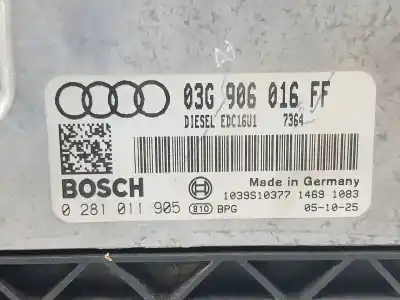 03G 906 016 FF
DIESEL EDC16U1 7364
BOSCH
Made in Germany
1039S10377 1469 1083
0 281 011 905 810 BPG 05-10-25